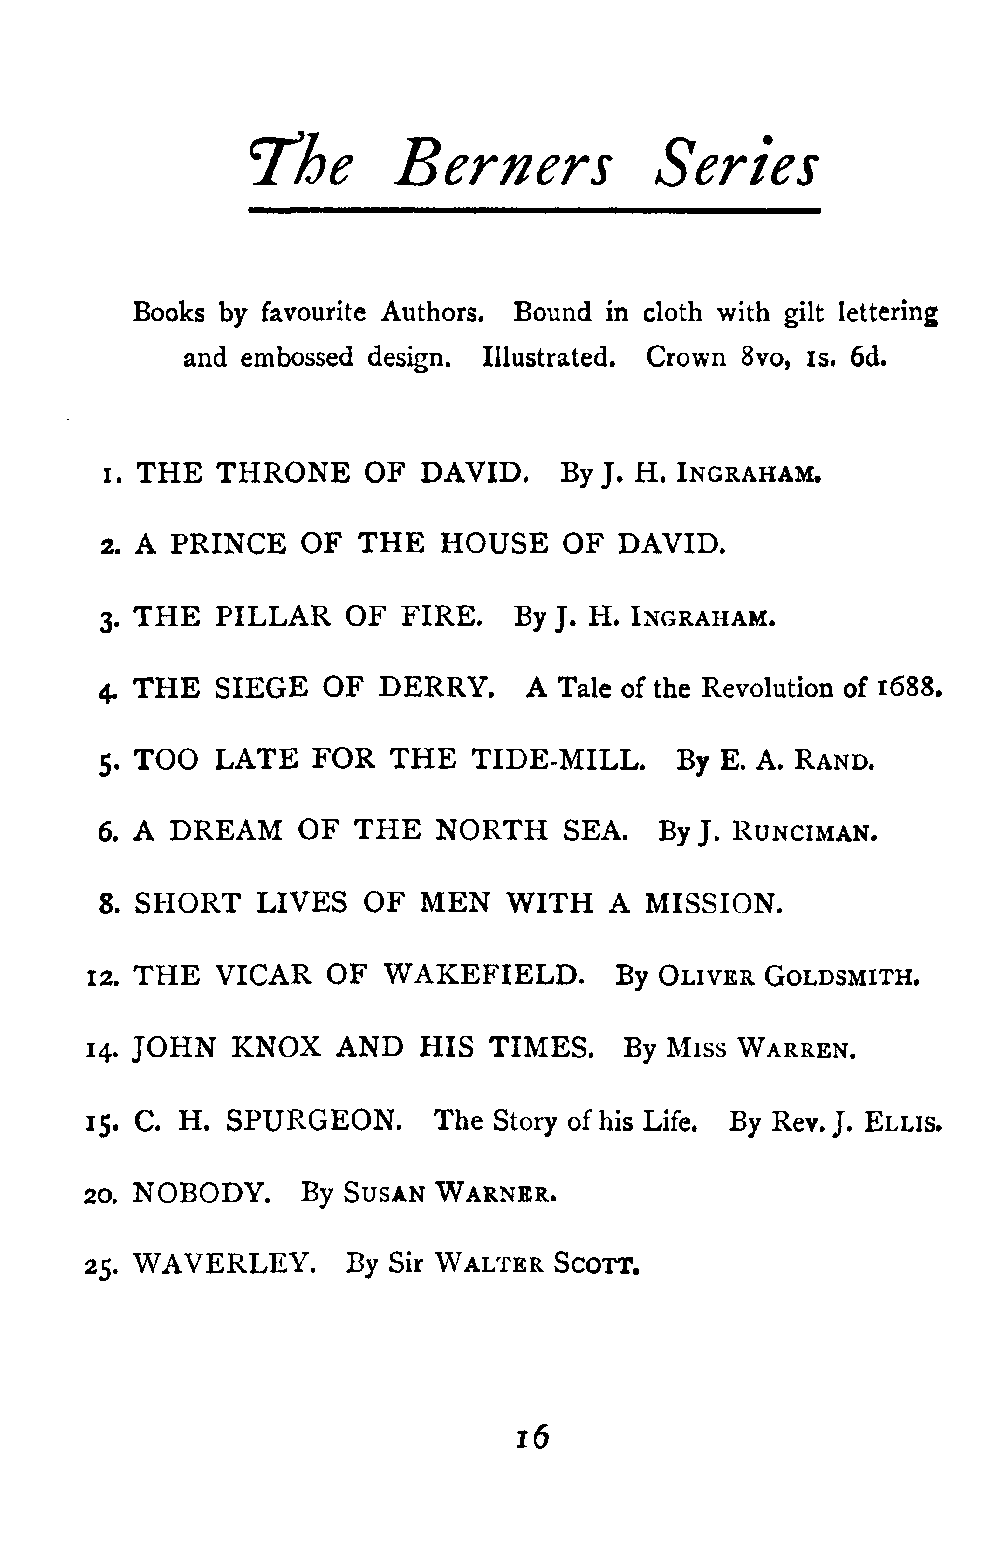 The Berners Series
Books by favourite Authors. Bound in cloth with gilt lettering
and embossed design. Illustrated. Crown 8vo, 1s. 6d.
1. THE THRONE OF DAVID. By J. H. INGRAHAM.
2. A PRINCE OF THE HOUSE OF DAVID.
3. THE PILLAR OF FIRE. By J. H. INGRAHAM.
4. THE SIEGE OF DERRY. A Tale of the Revolution of 1688.
5. TOO LATE FOR THE TIDE-MILL. By E. A. RAND.
6. A DREAM OF THE NORTH SEA. By J. RUNCIMAN.
8. SHORT LIVES OF MEN WITH A MISSION.
12. THE VICAR OF WAKEFIELD. By OLIVER GOLDSMITH.
14. JOHN KNOX AND HIS TIMES. By MISS WARREN.
15. C. H. SPURGEON. The Story of his Life. By Rev. J. ELLIS.
20. NOBODY. By SUSAN WARNER.
25. WAVERLEY. By Sir WALTER SCOTT.
16